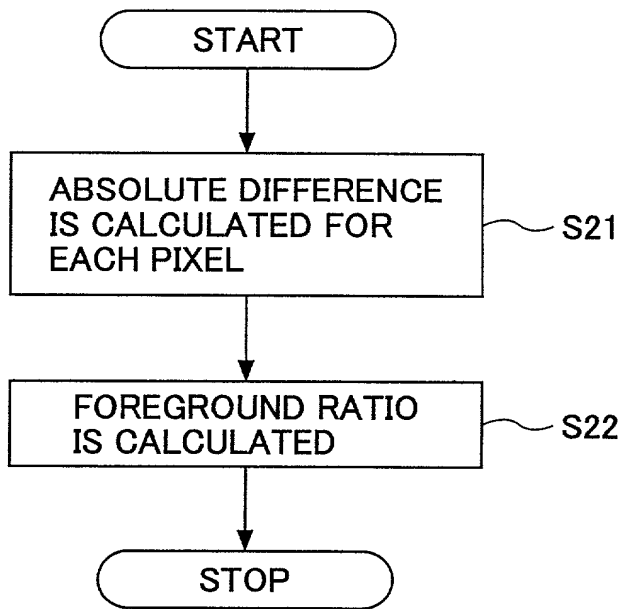 START
ABSOLUTE DIFFERENCE
IS CALCULATED FOR
EACH PIXEL
S21
FOREGROUND RATIO
IS CALCULATED
S22
STOP